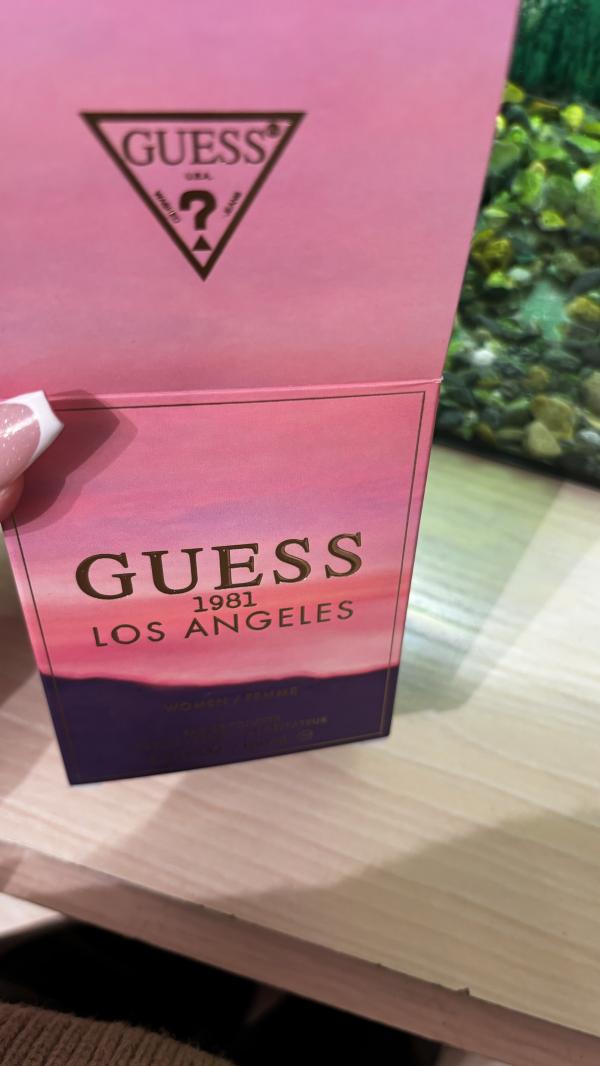 GUESS®
U.S.A.
?
GUESS
1981
LOS ANGELES
WOMEN / FEMME